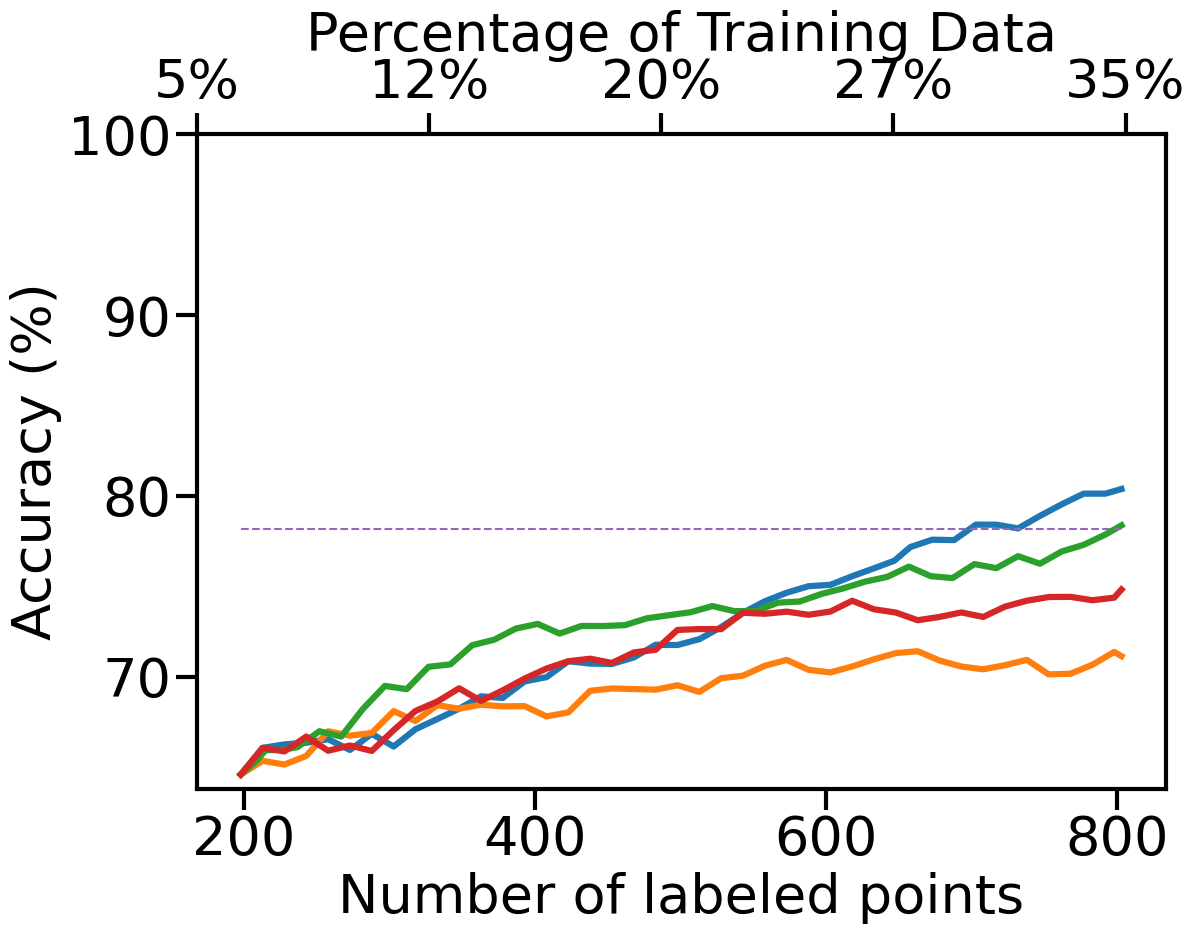 Percentage of Training Data
5% 12% 20% 27% 35%
100
90
80
70
Accuracy (%)
200 400 600 800
Number of labeled points